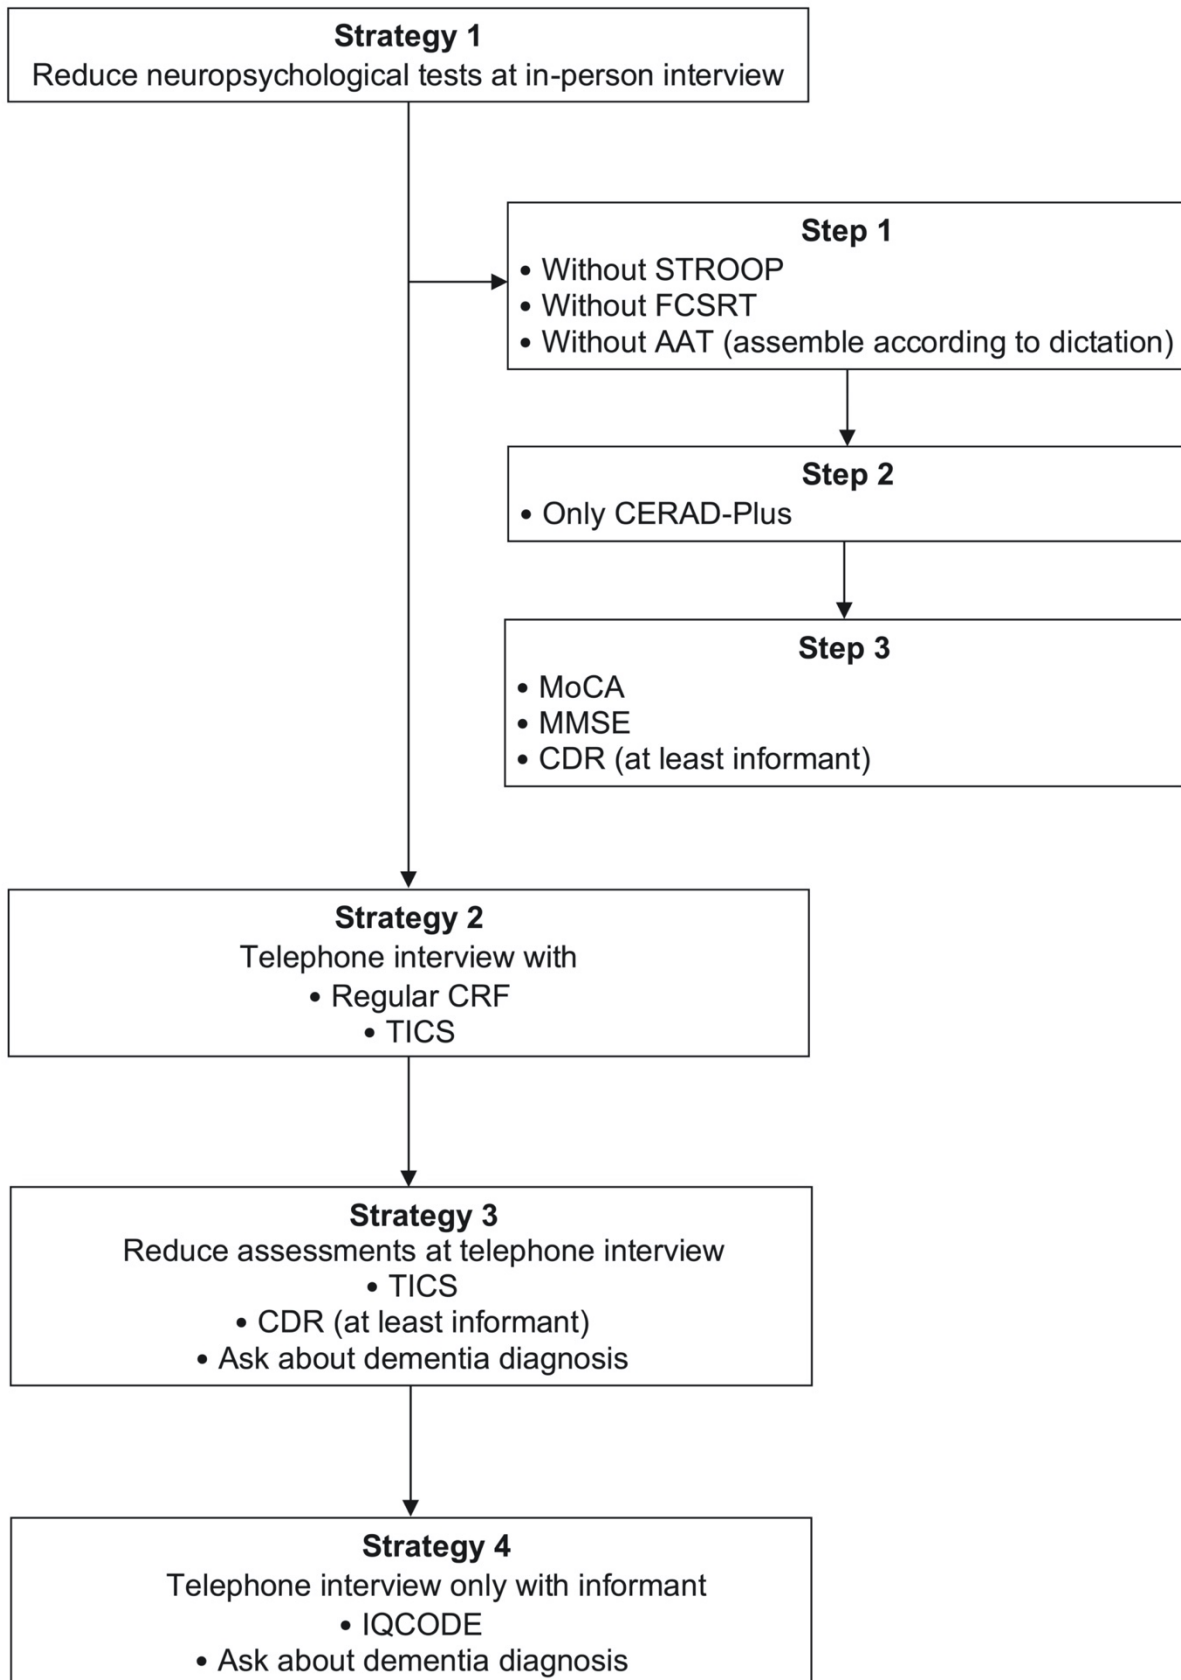 Strategy 1
Reduce neuropsychological tests at in-person interview
Step 1
• Without STROOP
• Without FCSRT
• Without AAT (assemble according to dictation)
Step 2
• Only CERAD-Plus
Step 3
• MoCA
• MMSE
• CDR (at least informant)
Strategy 2
Telephone interview with
• Regular CRF
• TICS
Strategy 3
Reduce assessments at telephone interview
• TICS
• CDR (at least informant)
• Ask about dementia diagnosis
Strategy 4
Telephone interview only with informant
• IQCODE
• Ask about dementia diagnosis